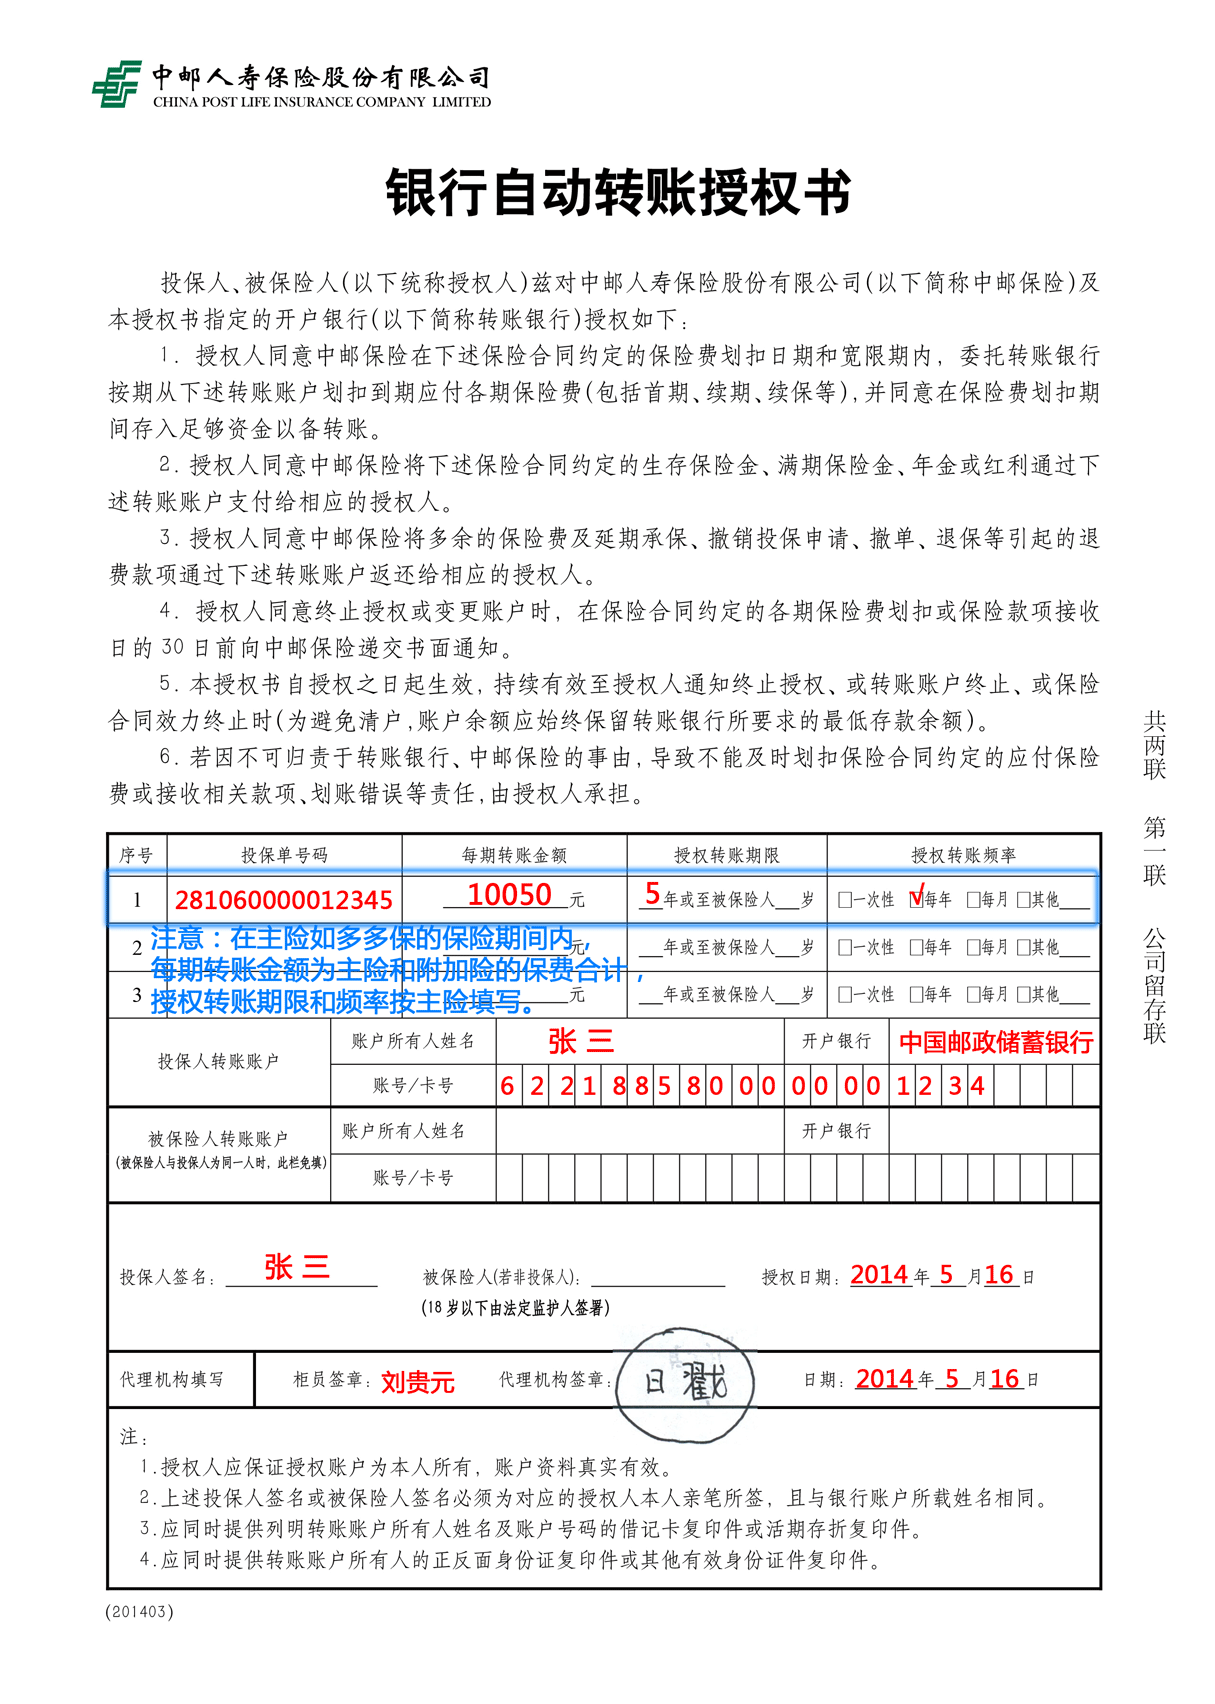 中邮人寿保险股份有限公司
CHINA POST LIFE INSURANCE COMPANY LIMITED
银行自动转账授权书
投保人、被保险人(以下统称授权人)兹对中邮人寿保险股份有限公司(以下简称中邮保险)及
本授权书指定的开户银行(以下简称转账银行)授权如下:
1. 授权人同意中邮保险在下述保险合同约定的保险费划扣日期和宽限期内，委托转账银行
按期从下述转账账户划扣到期应付各期保险费(包括首期、续期、续保等),并同意在保险费划扣期
间存入足够资金以备转账。
2. 授权人同意中邮保险将下述保险合同约定的生存保险金、满期保险金、年金或红利通过下
述转账账户支付给相应的授权人。
3. 授权人同意中邮保险将多余的保险费及延期承保、撤销投保申请、撤单、退保等引起的退
费款项通过下述转账账户返还给相应的授权人。
4. 授权人同意终止授权或变更账户时，在保险合同约定的各期保险费划扣或保险款项接收
日的 30 日前向中邮保险递交书面通知。
5. 本授权书自授权之日起生效,持续有效至授权人通知终止授权、或转账账户终止、或保险
合同效力终止时(为避免清户,账户余额应始终保留转账银行所要求的最低存款余额)。
6. 若因不可归责于转账银行、中邮保险的事由,导致不能及时划扣保险合同约定的应付保险
费或接收相关款项、划账错误等责任,由授权人承担。
共两联 第一联 公司留存联
序号 投保单号码 每期转账金额 授权转账期限 授权转账频率
1 281060000012345 10050元 5年或至被保险人___岁 □一次性 ☑每年 □每月 □其他___
2 ___元 ___年或至被保险人___岁 □一次性 □每年 □每月 □其他___
3 ___元 ___年或至被保险人___岁 □一次性 □每年 □每月 □其他___
注意：在主险如多多保的保险期间内，
每期转账金额为主险和附加险的保费合计，
授权转账期限和频率按主险填写。
投保人转账账户 账户所有人姓名 张 三 开户银行 中国邮政储蓄银行
账号/卡号 6 2 2 1 8 8 5 8 0 0 0 0 0 0 0 1 2 3 4
被保险人转账账户 账户所有人姓名 开户银行
(被保险人与投保人为同一人时，此栏免填)
账号/卡号
投保人签名: 张 三 被保险人(若非投保人): 授权日期: 2014 年 5 月 16 日
(18 岁以下由法定监护人签署)
代理机构填写 柜员签章: 刘贵元 代理机构签章: 日戳 日期: 2014 年 5 月 16 日
注:
1.授权人应保证授权账户为本人所有，账户资料真实有效。
2.上述投保人签名或被保险人签名必须为对应的授权人本人亲笔所签，且与银行账户所载姓名相同。
3.应同时提供列明转账账户所有人姓名及账户号码的借记卡复印件或活期存折复印件。
4.应同时提供转账账户所有人的正反面身份证复印件或其他有效身份证件复印件。
(201403)